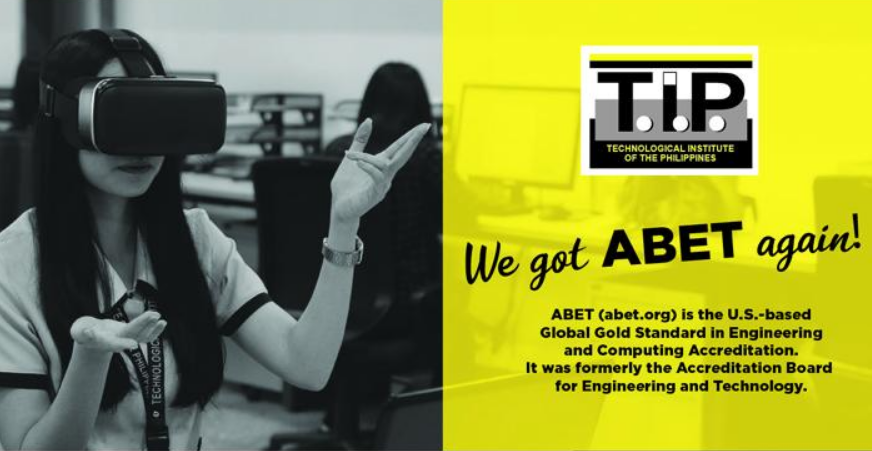 T.I.P.
TECHNOLOGICAL INSTITUTE
OF THE PHILIPPINES
We got ABET again!
ABET (abet.org) is the U.S.-based
Global Gold Standard in Engineering
and Computing Accreditation.
It was formerly the Accreditation Board
for Engineering and Technology.
TECHNOLOGIC